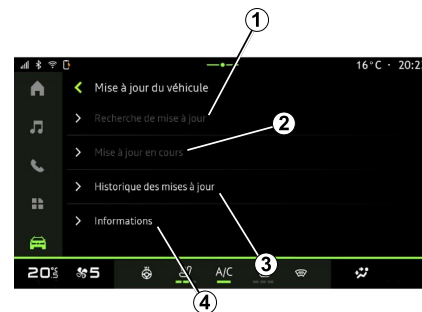 1
16°C · 20:2
Mise à jour du véhicule
Recherche de mise à jour
2
Mise à jour en cours
Historique des mises à jour
Informations
3
20 5 A/C
4